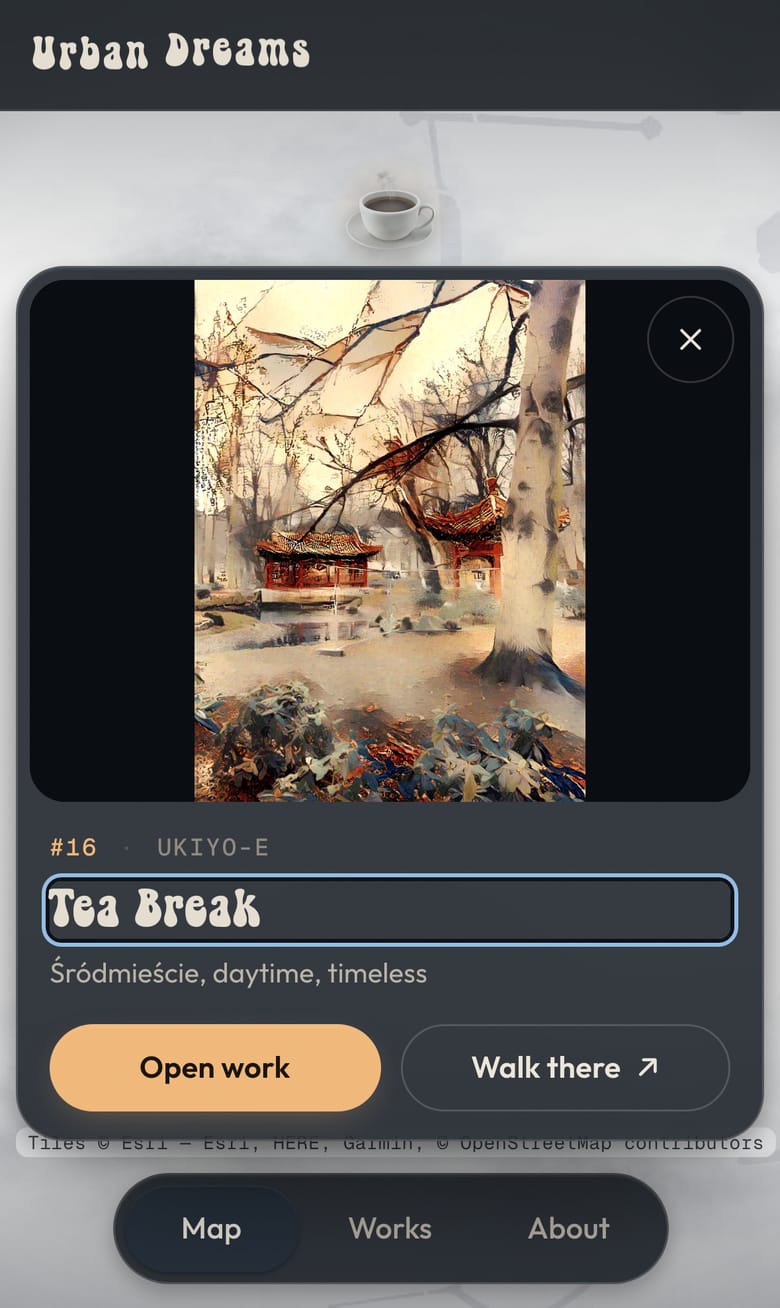 Urban Dreams
#16 · UKIYO-E
Tea Break
Śródmieście, daytime, timeless
Open work
Walk there ↗
Tiles © Esri — Esri, HERE, Garmin, © OpenStreetMap contributors
Map
Works
About